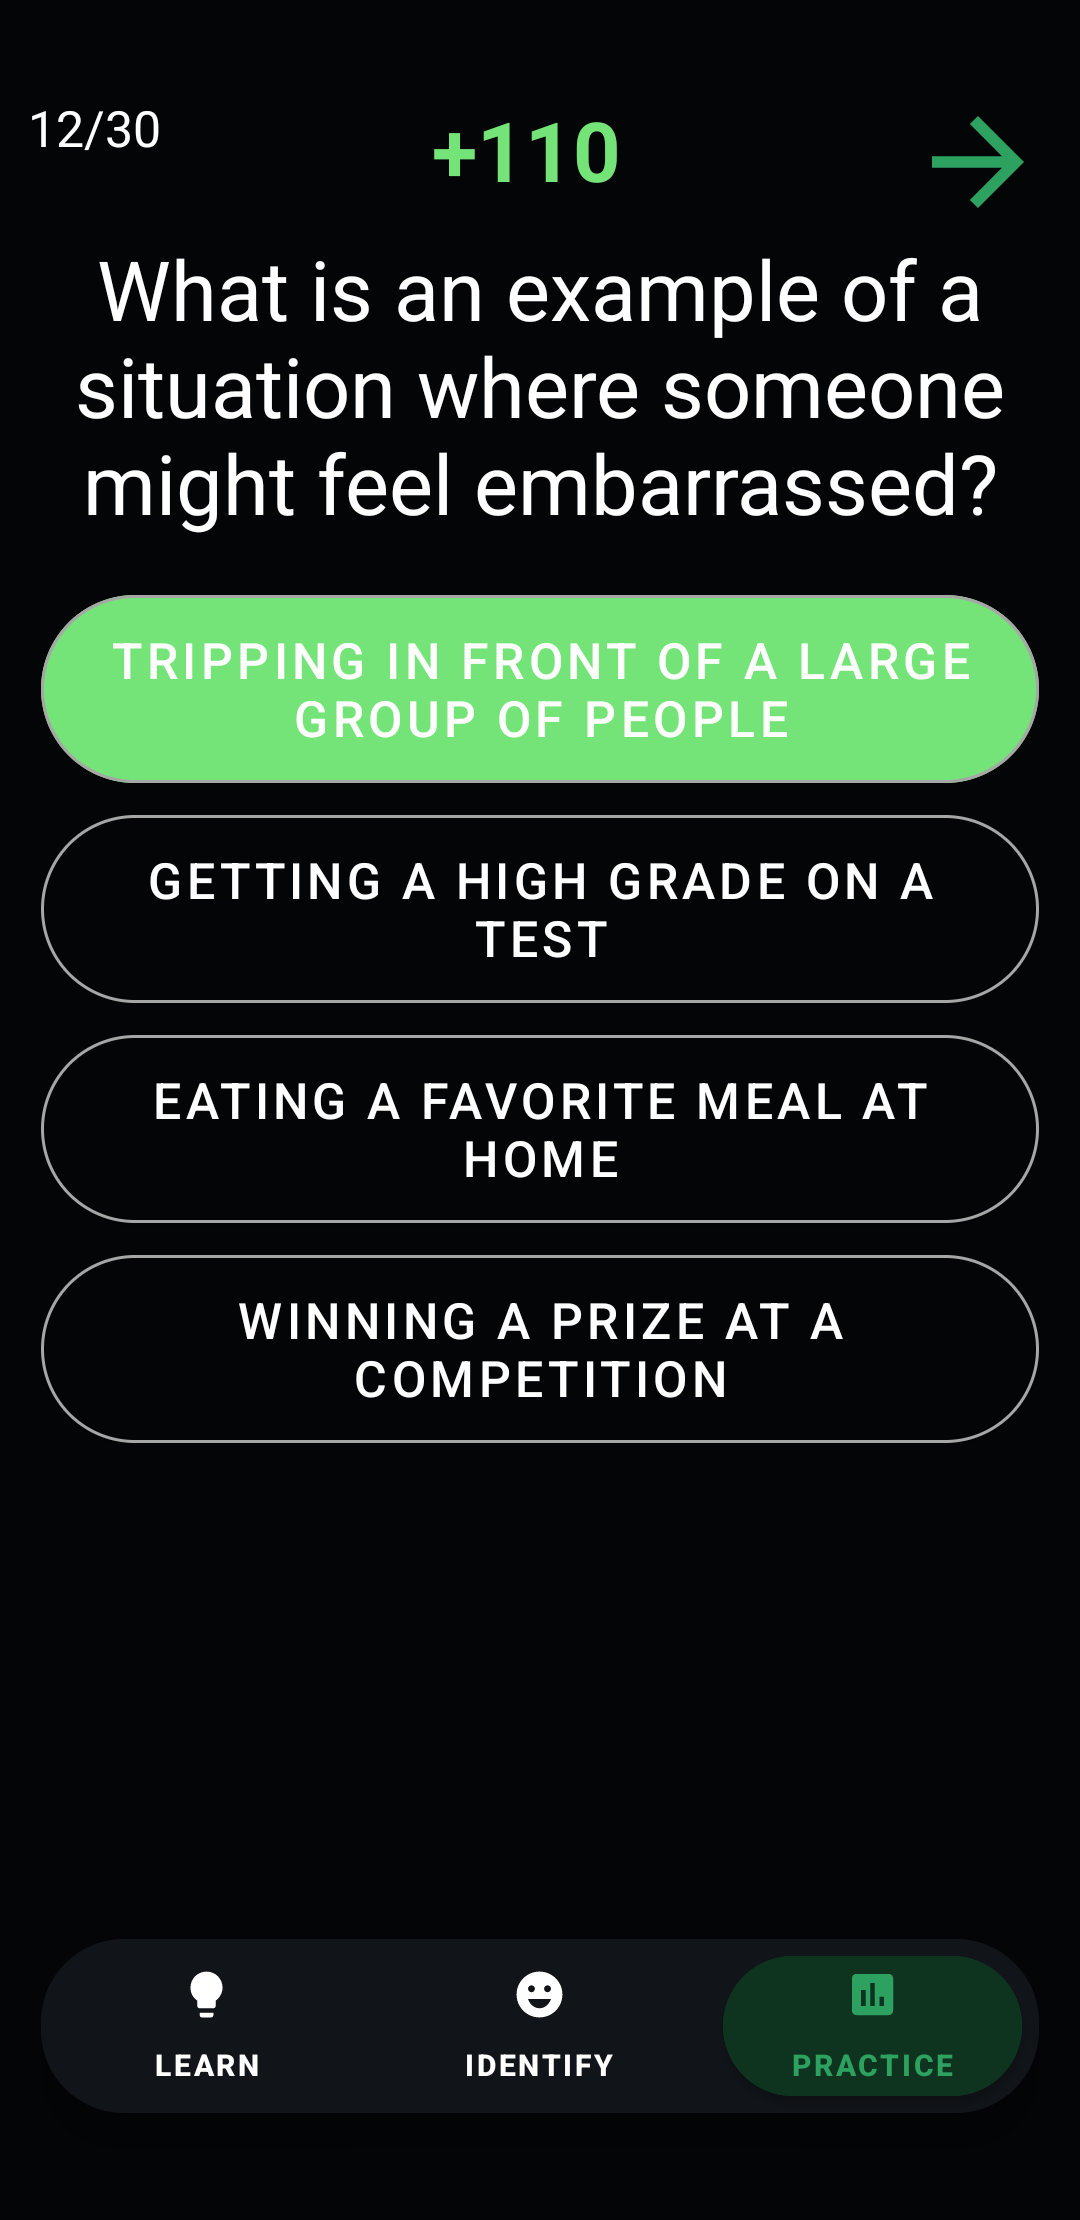 12/30
+110
What is an example of a
situation where someone
might feel embarrassed?
TRIPPING IN FRONT OF A LARGE
GROUP OF PEOPLE
GETTING A HIGH GRADE ON A
TEST
EATING A FAVORITE MEAL AT
HOME
WINNING A PRIZE AT A
COMPETITION
LEARN
IDENTIFY
PRACTICE